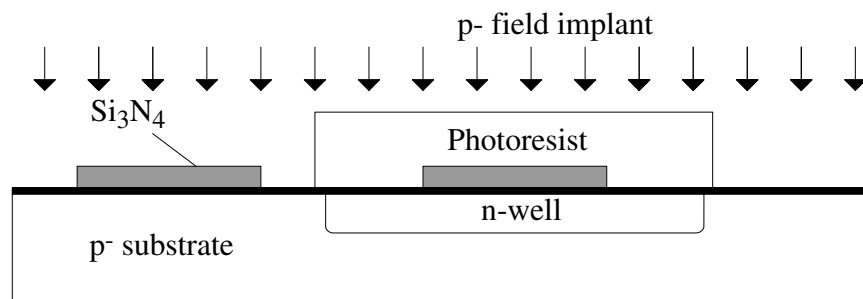 p- field implant
Si₃N₄
Photoresist
n-well
p⁻ substrate